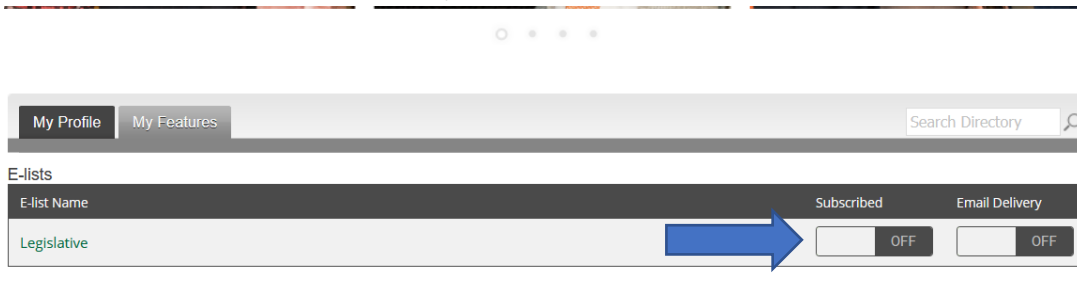 My Profile My Features Search Directory
E-lists
E-list Name Subscribed Email Delivery
Legislative OFF OFF